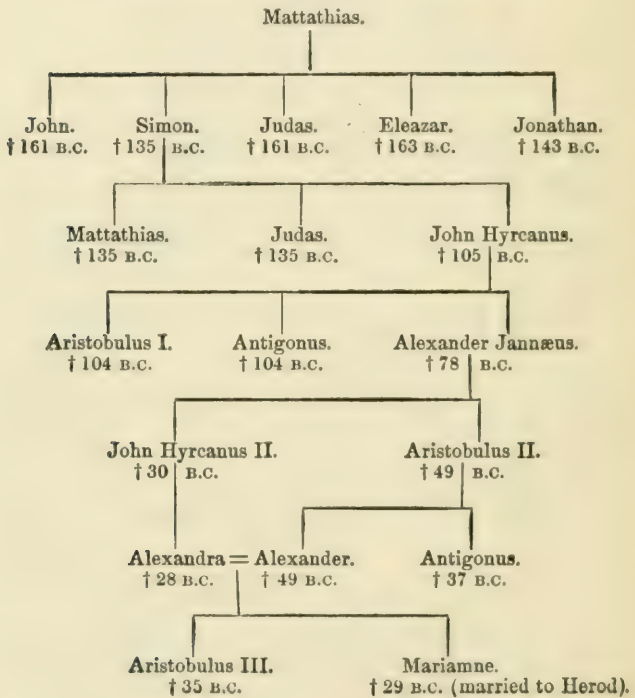 Mattathias.
John. Simon. Judas. Eleazar. Jonathan.
† 161 B.C. † 135 B.C. † 161 B.C. † 163 B.C. † 143 B.C.
Mattathias. Judas. John Hyrcanus.
† 135 B.C. † 135 B.C. † 105 B.C.
Aristobulus I. Antigonus. Alexander Jannæus.
† 104 B.C. † 104 B.C. † 78 B.C.
John Hyrcanus II. Aristobulus II.
† 30 B.C. † 49 B.C.
Alexandra = Alexander. Antigonus.
† 28 B.C. † 49 B.C. † 37 B.C.
Aristobulus III. Mariamne.
† 35 B.C. † 29 B.C. (married to Herod).